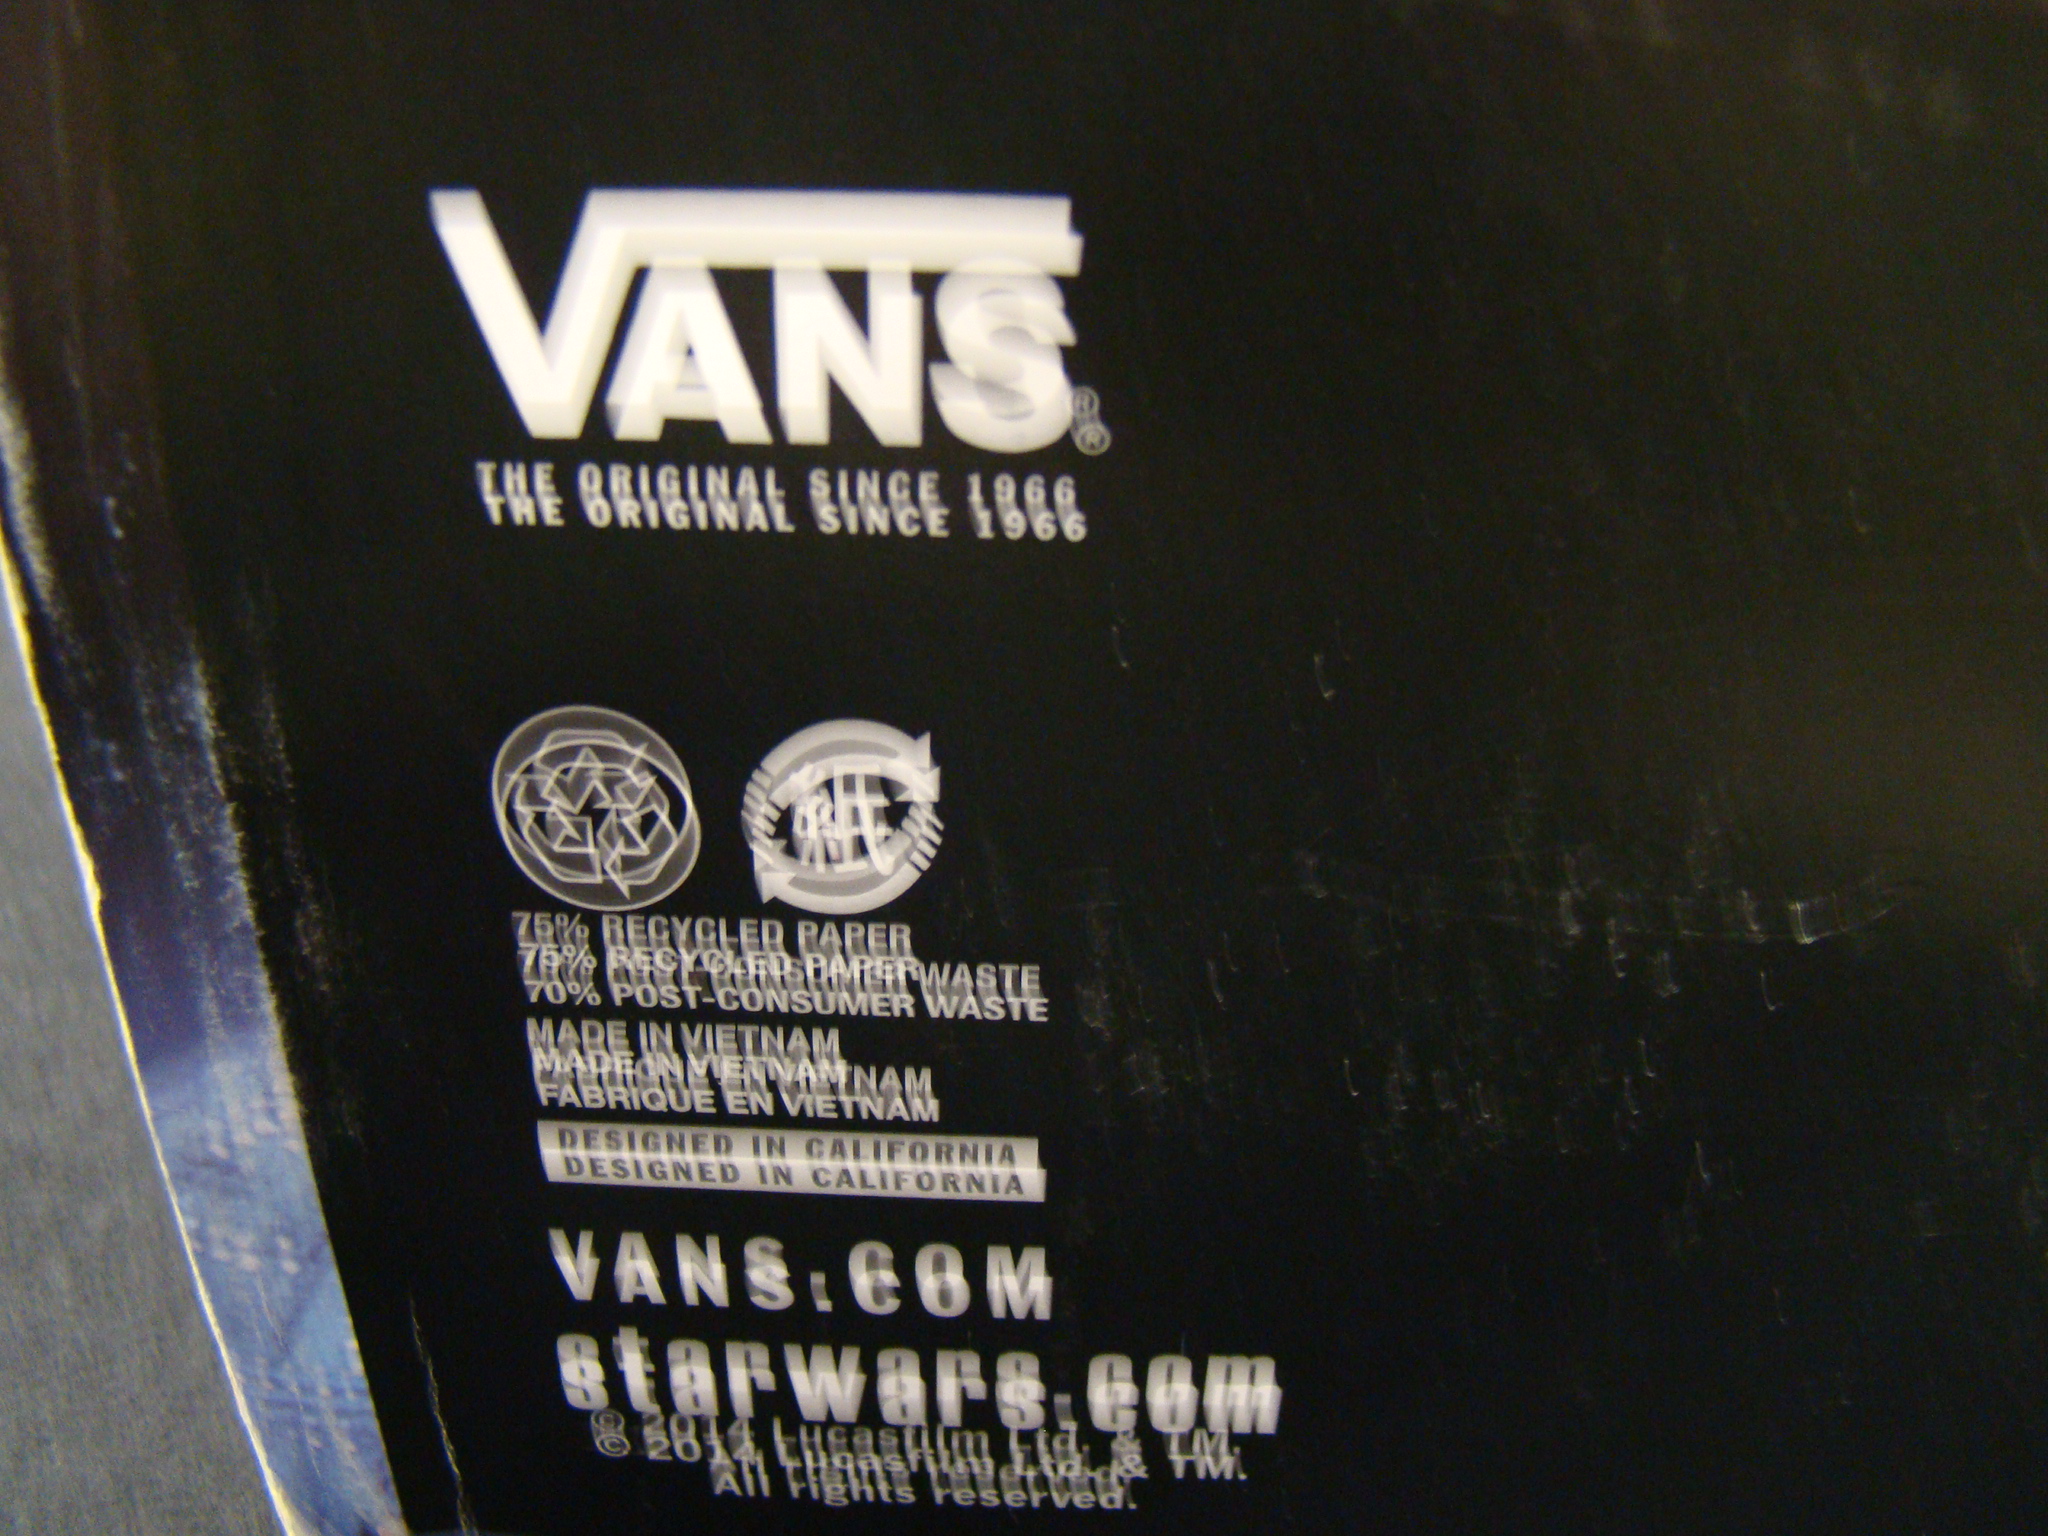 VANS®
THE ORIGINAL SINCE 1966
紙
75% RECYCLED PAPER
70% POST-CONSUMER WASTE
MADE IN VIETNAM
FABRIQUE EN VIETNAM
DESIGNED IN CALIFORNIA
VANS.COM
starwars.com
© 2014 Lucasfilm Ltd. & TM.
All rights reserved.